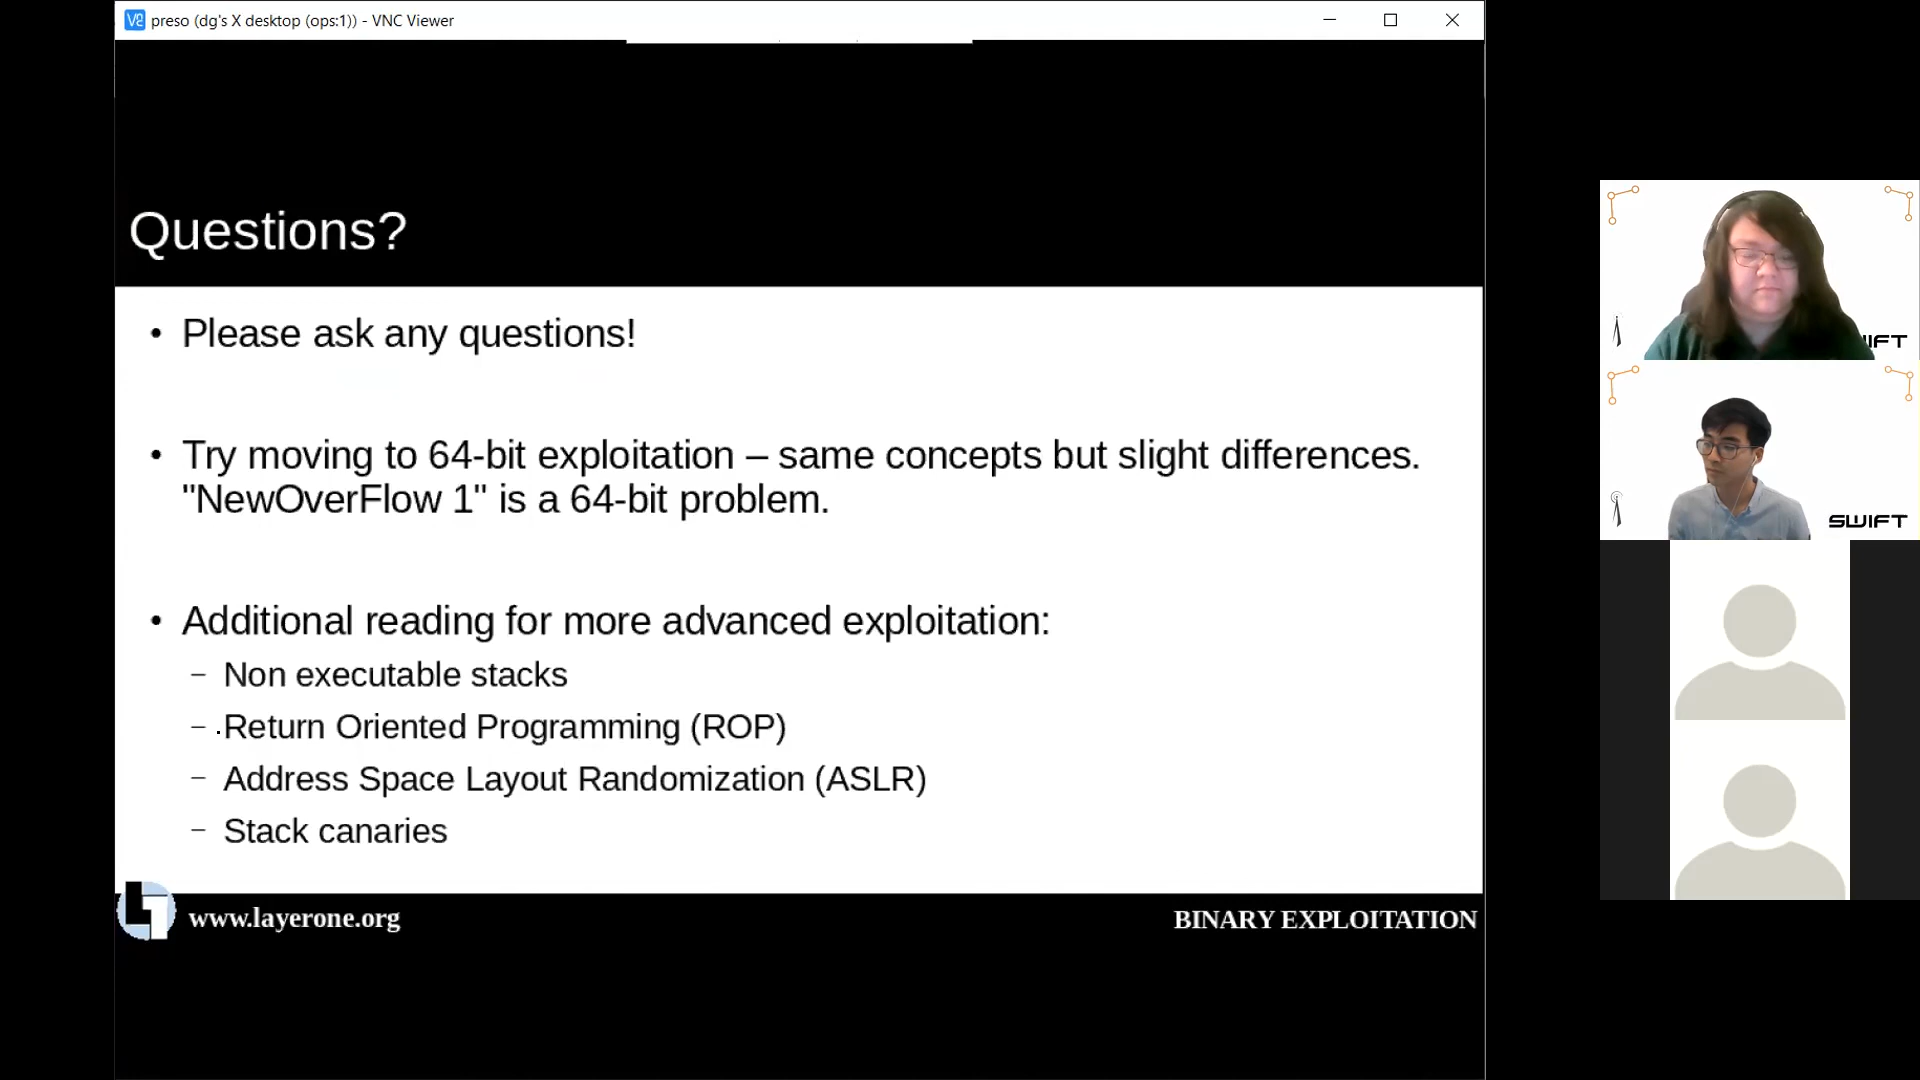 preso (dg's X desktop (ops:1)) - VNC Viewer
Questions?
• Please ask any questions!
• Try moving to 64-bit exploitation – same concepts but slight differences.
"NewOverFlow 1" is a 64-bit problem.
• Additional reading for more advanced exploitation:
– Non executable stacks
– Return Oriented Programming (ROP)
– Address Space Layout Randomization (ASLR)
– Stack canaries
www.layerone.org
BINARY EXPLOITATION
IFT
SWIFT